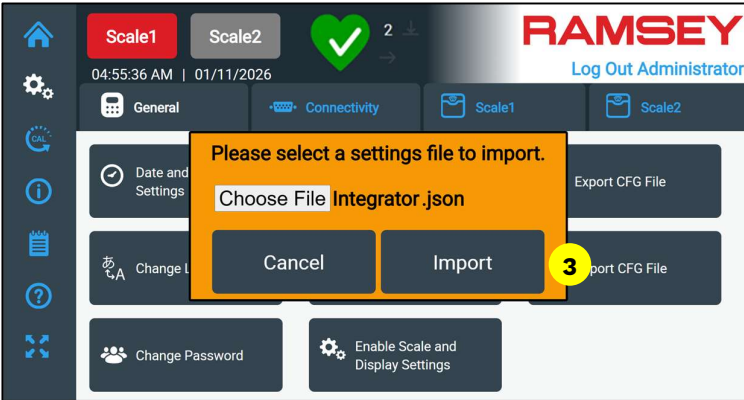 Scale1
Scale2
2
RAMSEY
04:55:36 AM | 01/11/2026
Log Out Administrator
General
Connectivity
Scale1
Scale2
CAL
Please select a settings file to import.
Choose File Integrator.json
Cancel
Import
3
Date and
Settings
Export CFG File
あ
A
Change L
port CFG File
Change Password
Enable Scale and
Display Settings